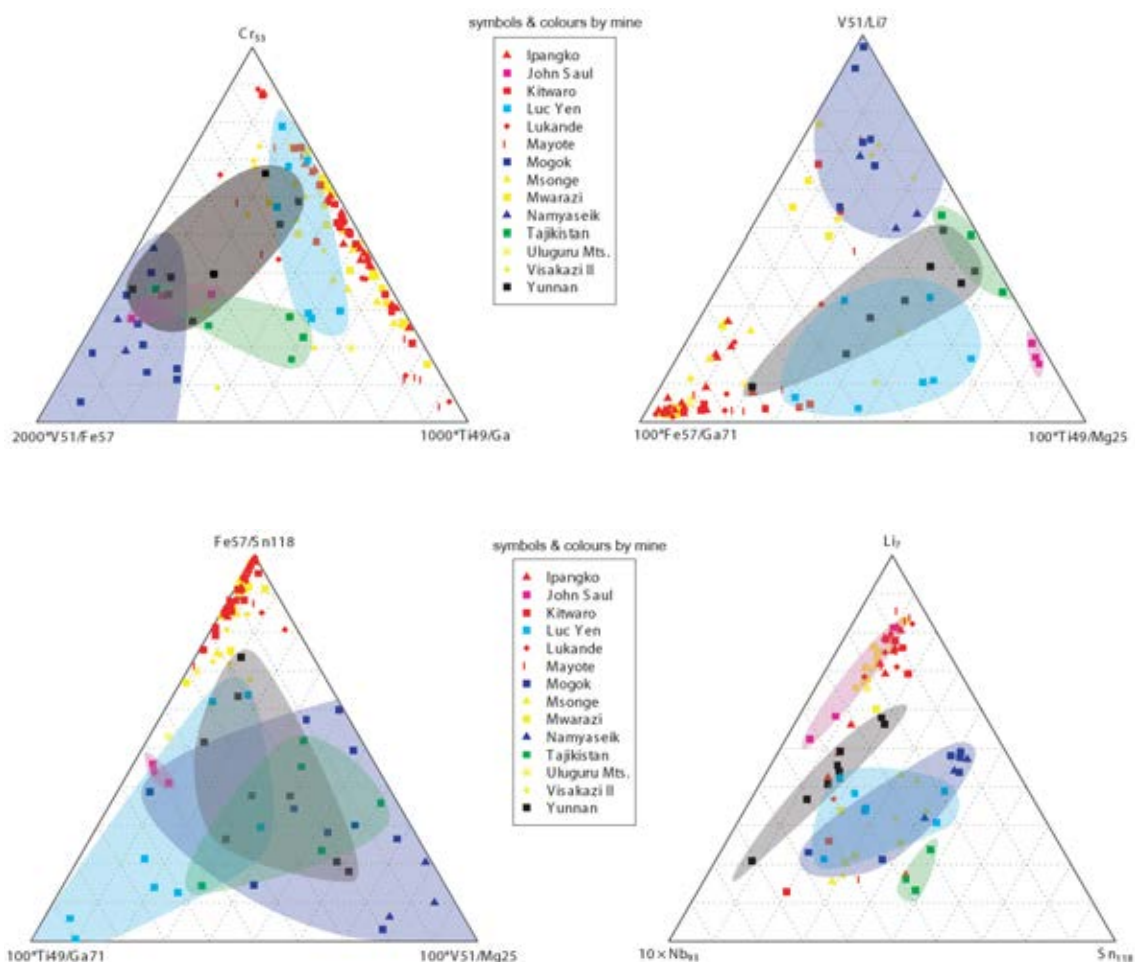 symbols & colours by mine
Cr₅₃
V51/Li7
Ipangko
John Saul
Kitwaro
Luc Yen
Lukande
Mayote
Mogok
Msonge
Mwarazi
Namyaseik
Tajikistan
Uluguru Mts.
Visakazi II
Yunnan
2000*V51/Fe57
1000*Ti49/Ga
100*Fe57/Ga71
100*Ti49/Mg25
symbols & colours by mine
Fe57/Sn118
Li₇
Ipangko
John Saul
Kitwaro
Luc Yen
Lukande
Mayote
Mogok
Msonge
Mwarazi
Namyaseik
Tajikistan
Uluguru Mts.
Visakazi II
Yunnan
100*Ti49/Ga71
100*V51/Mg25
10×Nb₉₃
Sn₁₁₈